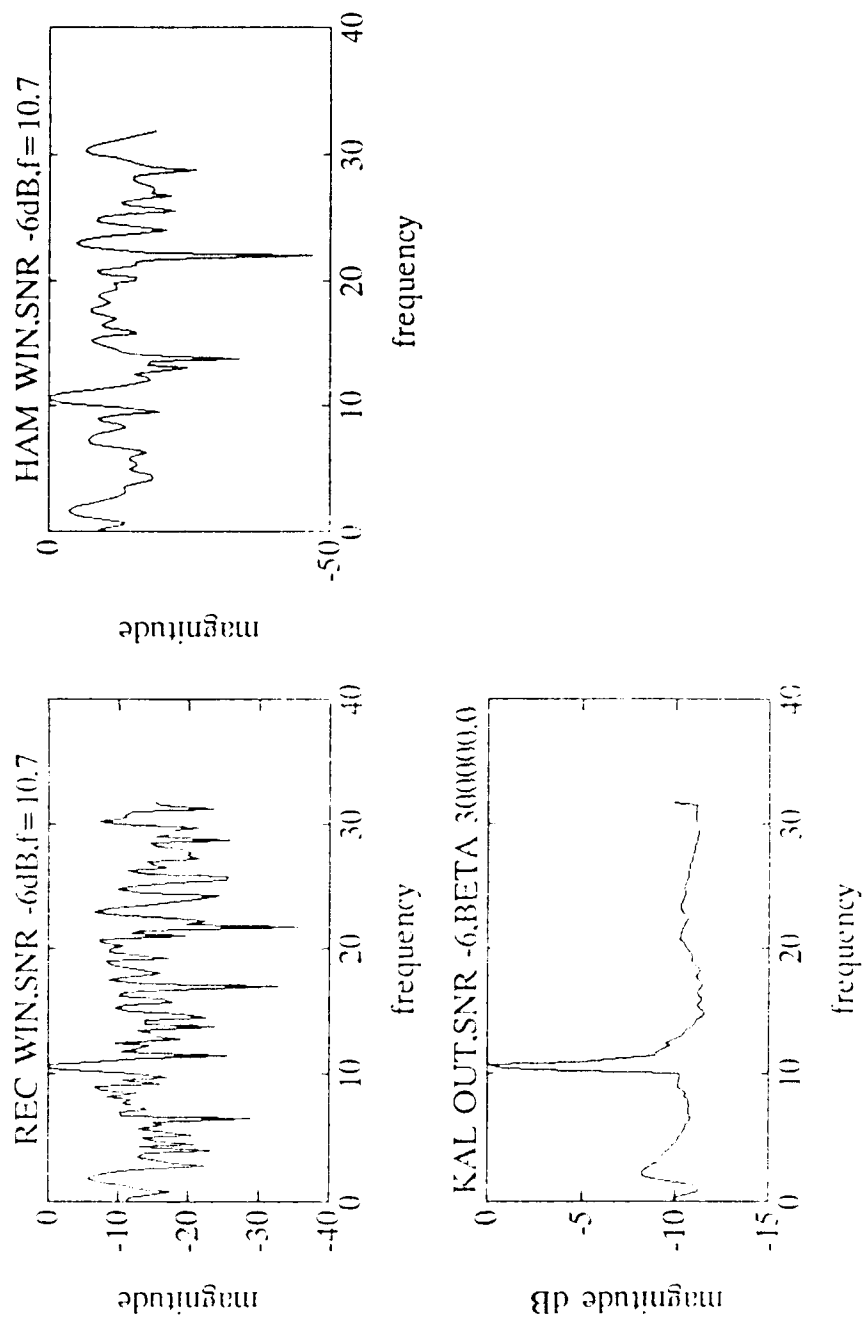 REC WIN.SNR -6dB.f=10.7
0
-10
-20
-30
-40
magnitude
0
10
20
30
40
frequency
HAM WIN.SNR -6dB.f=10.7
0
-50
magnitude
0
10
20
30
40
frequency
KAL OUT.SNR -6.BETA 300000.0
0
-5
-10
-15
magnitude dB
0
10
20
30
40
frequency